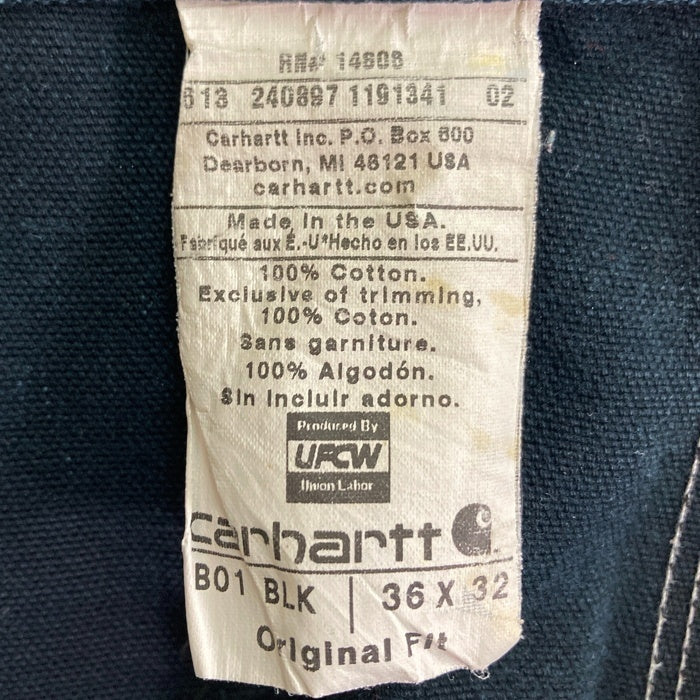 RN# 14806
613 240897 1191341 02
Carhartt Inc. P.O. Box 600
Dearborn, MI 48121 USA
carhartt.com
Made in the USA.
Fabriqué aux É.-U*Hecho en los EE.UU.
100% Cotton.
Exclusive of trimming,
100% Coton.
Sans garniture.
100% Algodón.
Sin incluir adorno.
Produced By
UFCW
Union Labor
carhartt
B01 BLK | 36 X 32
Original Fit